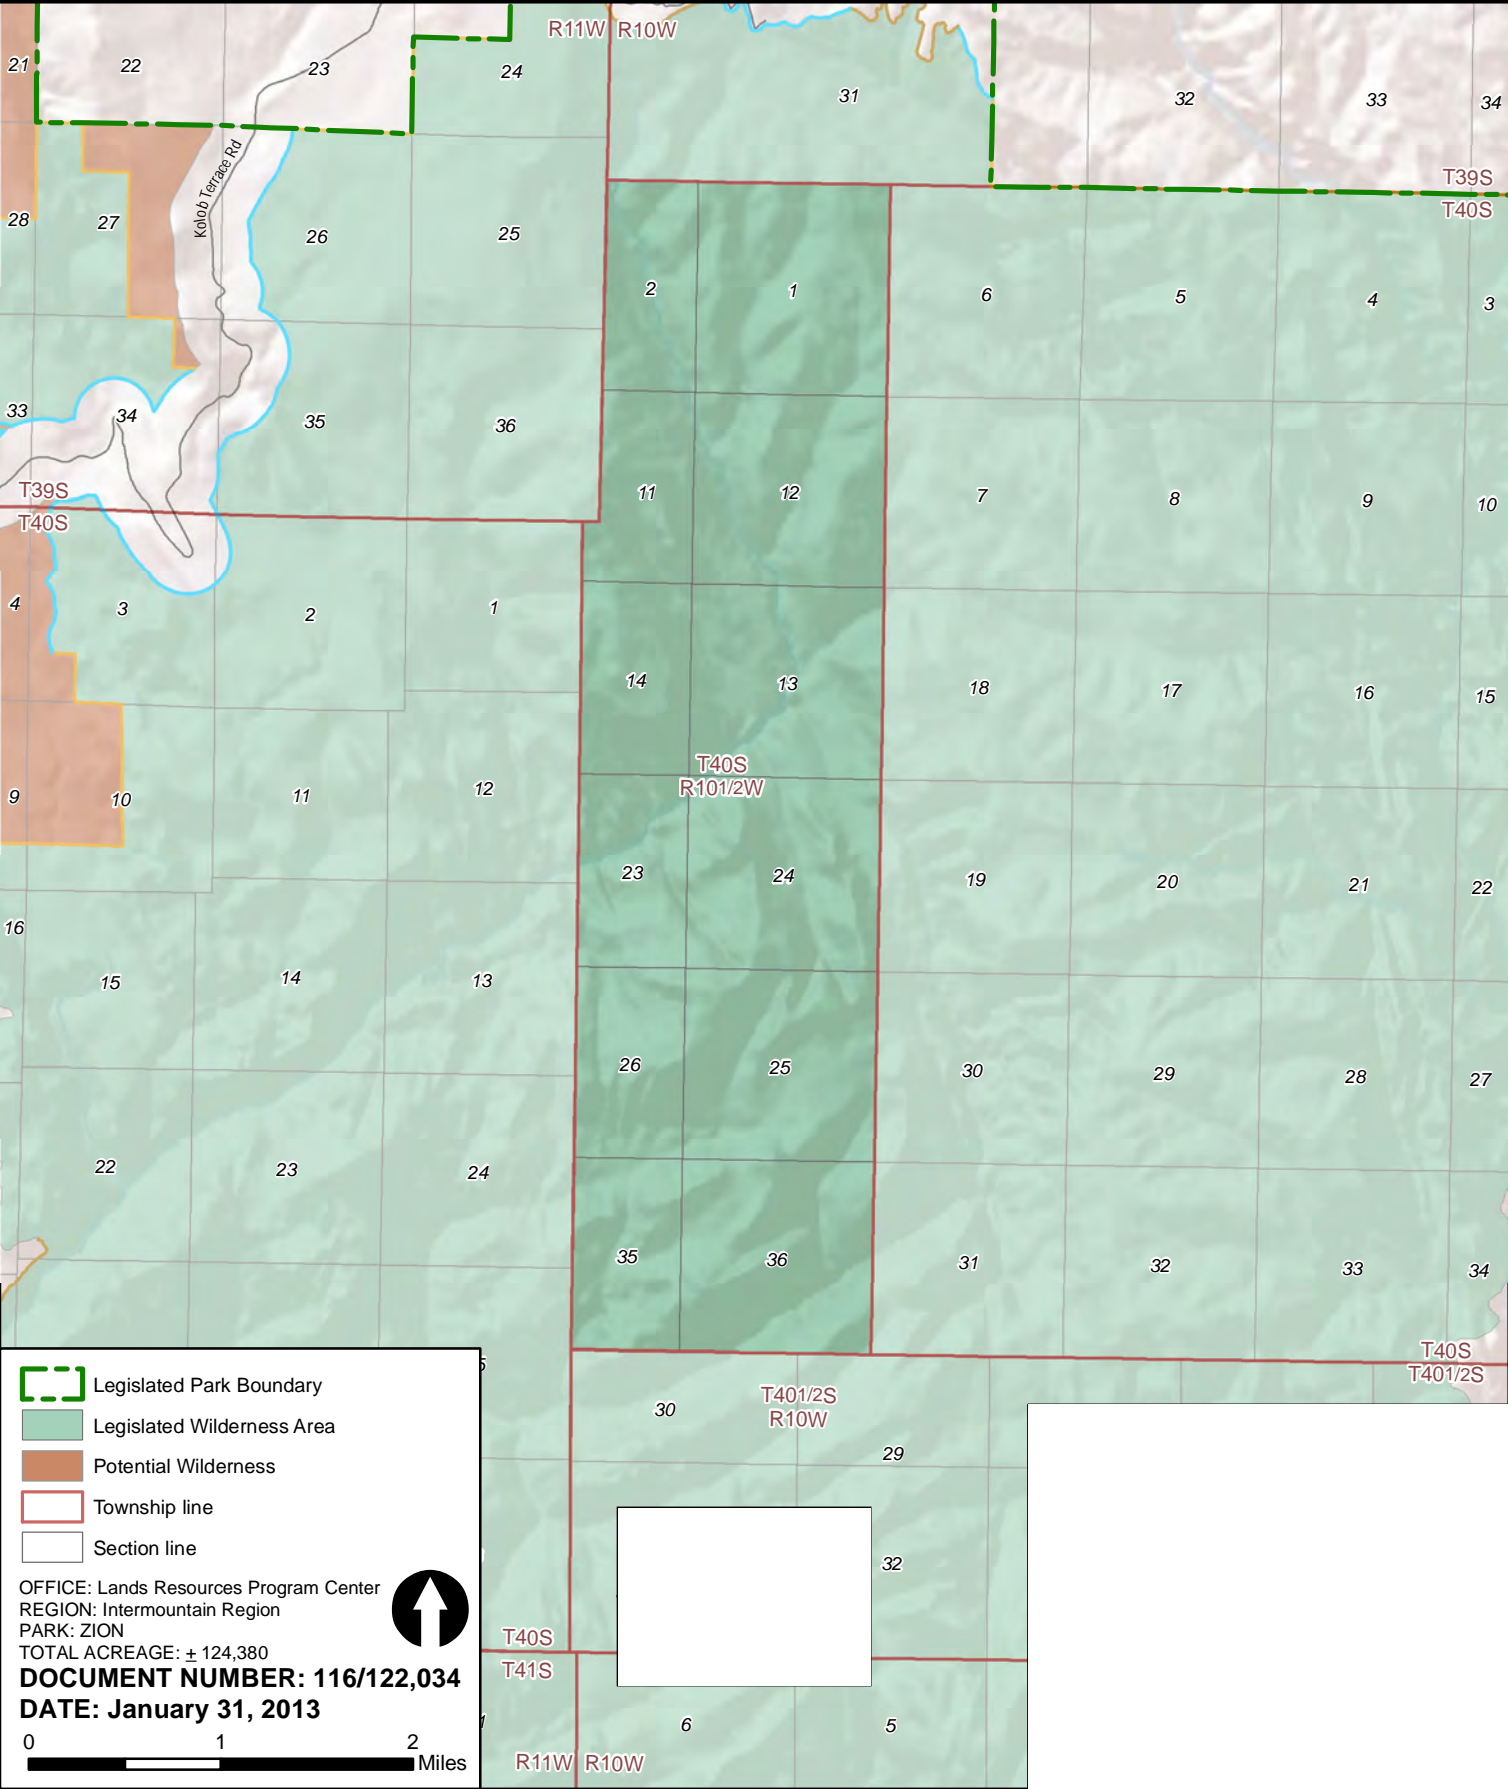 R11W R10W
21 22 23 24 31 32 33 34
T39S
T40S
Kolob Terrace Rd
28 27 26 25
2 1 6 5 4 3
33 34 35 36
T39S
T40S
11 12 7 8 9 10
4 3 2 1
14 13 18 17 16 15
T40S
R101/2W
9 10 11 12
23 24 19 20 21 22
16 15 14 13
26 25 30 29 28 27
22 23 24
35 36 31 32 33 34
T40S
T401/2S
T401/2S
R10W
30 29
32
T40S
T41S
6 5
R11W R10W
Legislated Park Boundary
Legislated Wilderness Area
Potential Wilderness
Township line
Section line
OFFICE: Lands Resources Program Center
REGION: Intermountain Region
PARK: ZION
TOTAL ACREAGE: ± 124,380
DOCUMENT NUMBER: 116/122,034
DATE: January 31, 2013
0 1 2
Miles